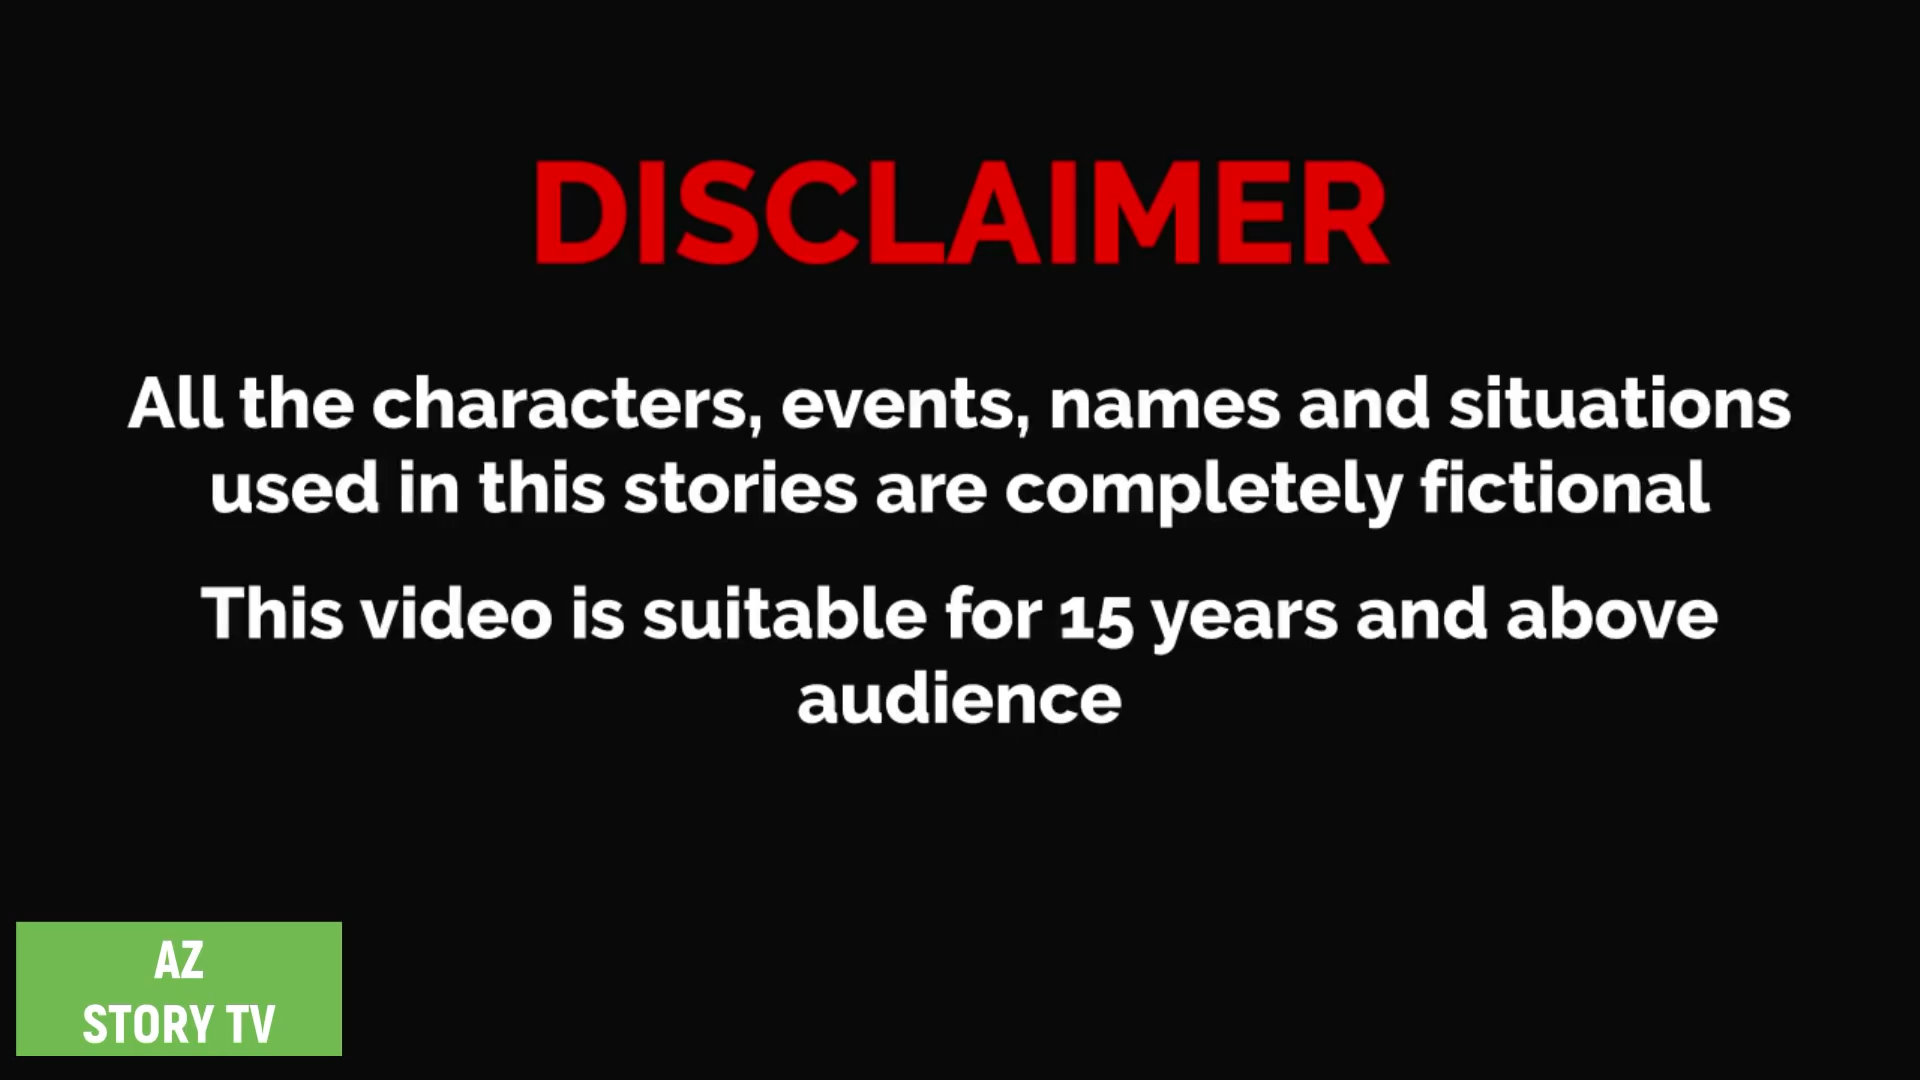 DISCLAIMER
All the characters, events, names and situations
used in this stories are completely fictional
This video is suitable for 15 years and above
audience
AZ
STORY TV